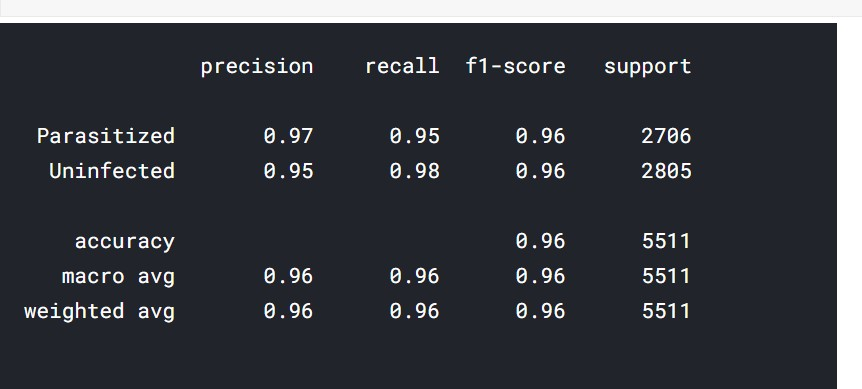 precision recall f1-score support
Parasitized 0.97 0.95 0.96 2706
Uninfected 0.95 0.98 0.96 2805
accuracy 0.96 5511
macro avg 0.96 0.96 0.96 5511
weighted avg 0.96 0.96 0.96 5511